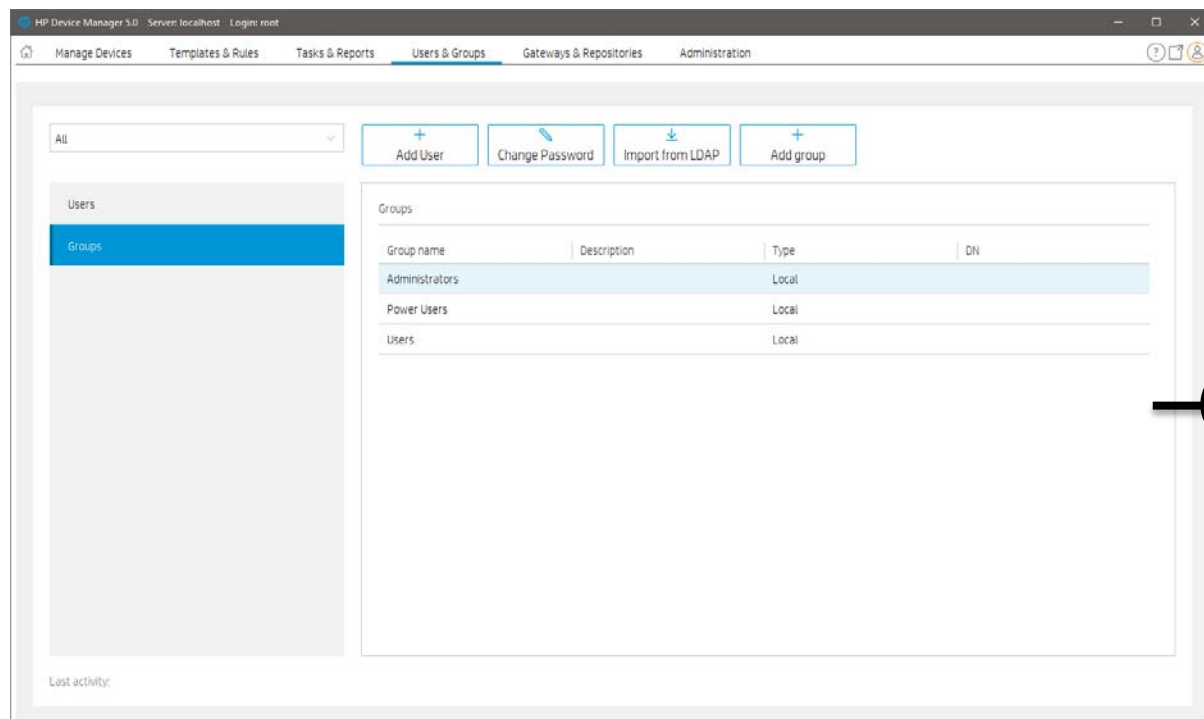 HP Device Manager 5.0 Server: localhost Login: root
Manage Devices Templates & Rules Tasks & Reports Users & Groups Gateways & Repositories Administration
All
Add User Change Password Import from LDAP Add group
Users
Groups
Groups
Group name Description Type DN
Administrators Local
Power Users Local
Users Local
Last activity: